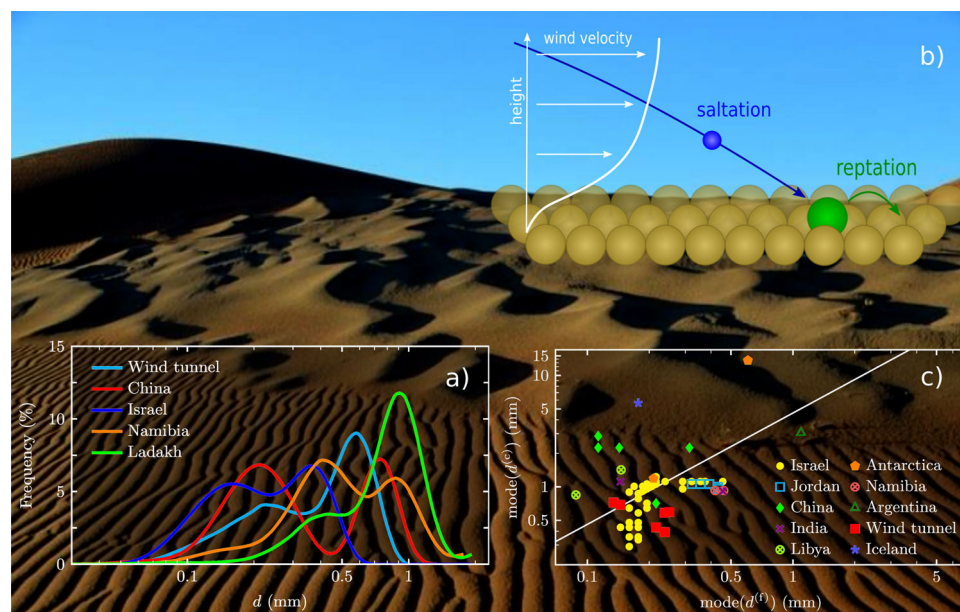 wind velocity
b)
height
saltation
reptation
a)
15
10
5
0
Frequency (%)
Wind tunnel
China
Israel
Namibia
Ladakh
0.1
0.5
1
d (mm)
c)
15
10
5
1
0.5
mode(d⁽ᶜ⁾) (mm)
Israel
Jordan
China
India
Libya
Antarctica
Namibia
Argentina
Wind tunnel
Iceland
0.1
0.5
1
5
mode(d⁽ᶠ⁾) (mm)